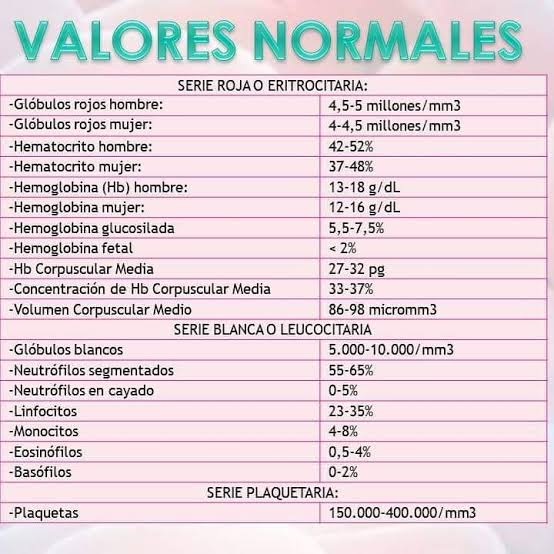 VALORES NORMALES
SERIE ROJA O ERITROCITARIA:
-Glóbulos rojos hombre: 4,5-5 millones/mm3
-Glóbulos rojos mujer: 4-4,5 millones/mm3
-Hematocrito hombre: 42-52%
-Hematocrito mujer: 37-48%
-Hemoglobina (Hb) hombre: 13-18 g/dL
-Hemoglobina mujer: 12-16 g/dL
-Hemoglobina glucosilada 5,5-7,5%
-Hemoglobina fetal < 2%
-Hb Corpuscular Media 27-32 pg
-Concentración de Hb Corpuscular Media 33-37%
-Volumen Corpuscular Medio 86-98 micromm3
SERIE BLANCA O LEUCOCITARIA
-Glóbulos blancos 5.000-10.000/mm3
-Neutrófilos segmentados 55-65%
-Neutrófilos en cayado 0-5%
-Linfocitos 23-35%
-Monocitos 4-8%
-Eosinófilos 0,5-4%
-Basófilos 0-2%
SERIE PLAQUETARIA:
-Plaquetas 150.000-400.000/mm3